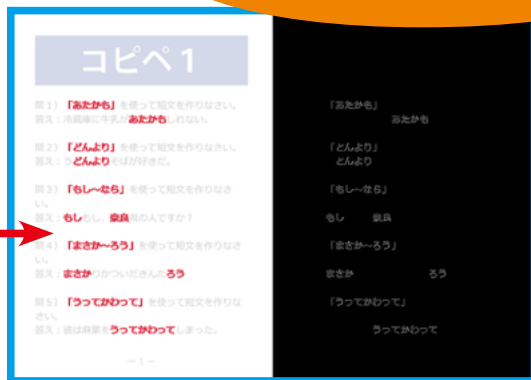 コピペ1
問1）「あたかも」を使って短文を作りなさい。
答え：冷蔵庫に牛乳があたかもしれない。
問2）「どんより」を使って短文を作りなさい。
答え：うどんよりそばが好きだ。
問3）「もし～なら」を使って短文を作りなさ
い。
答え：もしもし、奈良県の人ですか？
問4）「まさか～ろう」を使って短文を作りなさ
い。
答え：まさかりかついだきんたろう
問5）「うってかわって」を使って短文を作りな
さい。
答え：彼は麻薬をうってかわってしまった。
－1－
「あたかも」
あたかも
「どんより」
どんより
「もし～なら」
もし 奈良
「まさか～ろう」
まさか ろう
「うってかわって」
うってかわって